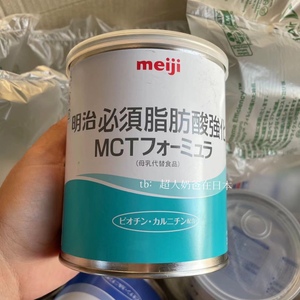 meiji
明治 必須脂肪酸強化
MCTフォーミュラ
(母乳代替食品)
tb: 超人奶爸在日本
ビオチン・カルニチン